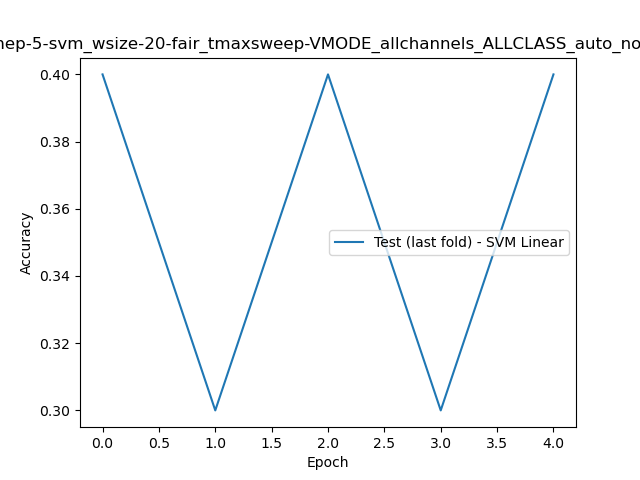 nep-5-svm_wsize-20-fair_tmaxsweep-VMODE_allchannels_ALLCLASS_auto_no
0.40
0.38
0.36
0.34
0.32
0.30
Accuracy
Test (last fold) - SVM Linear
0.0 0.5 1.0 1.5 2.0 2.5 3.0 3.5 4.0
Epoch